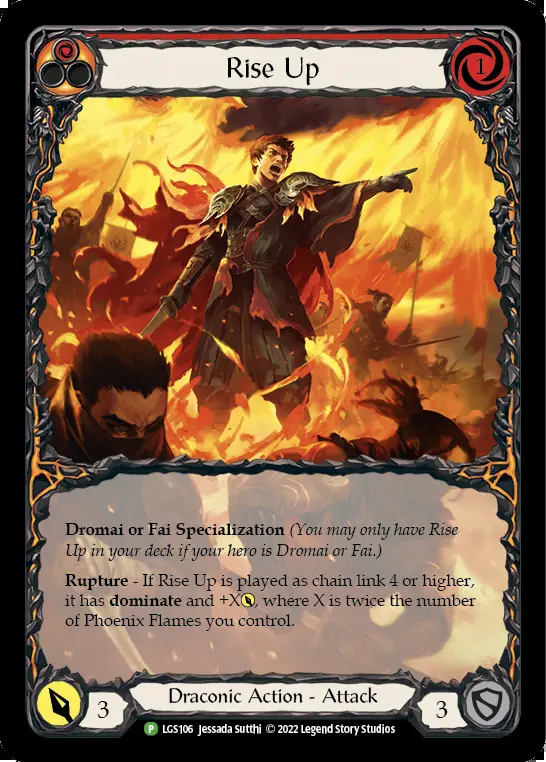 Rise Up
1
Dromai or Fai Specialization (You may only have Rise
Up in your deck if your hero is Dromai or Fai.)
Rupture - If Rise Up is played as chain link 4 or higher,
it has dominate and +X, where X is twice the number
of Phoenix Flames you control.
3
Draconic Action - Attack
3
P LGS106 Jessada Sutthi © 2022 Legend Story Studios